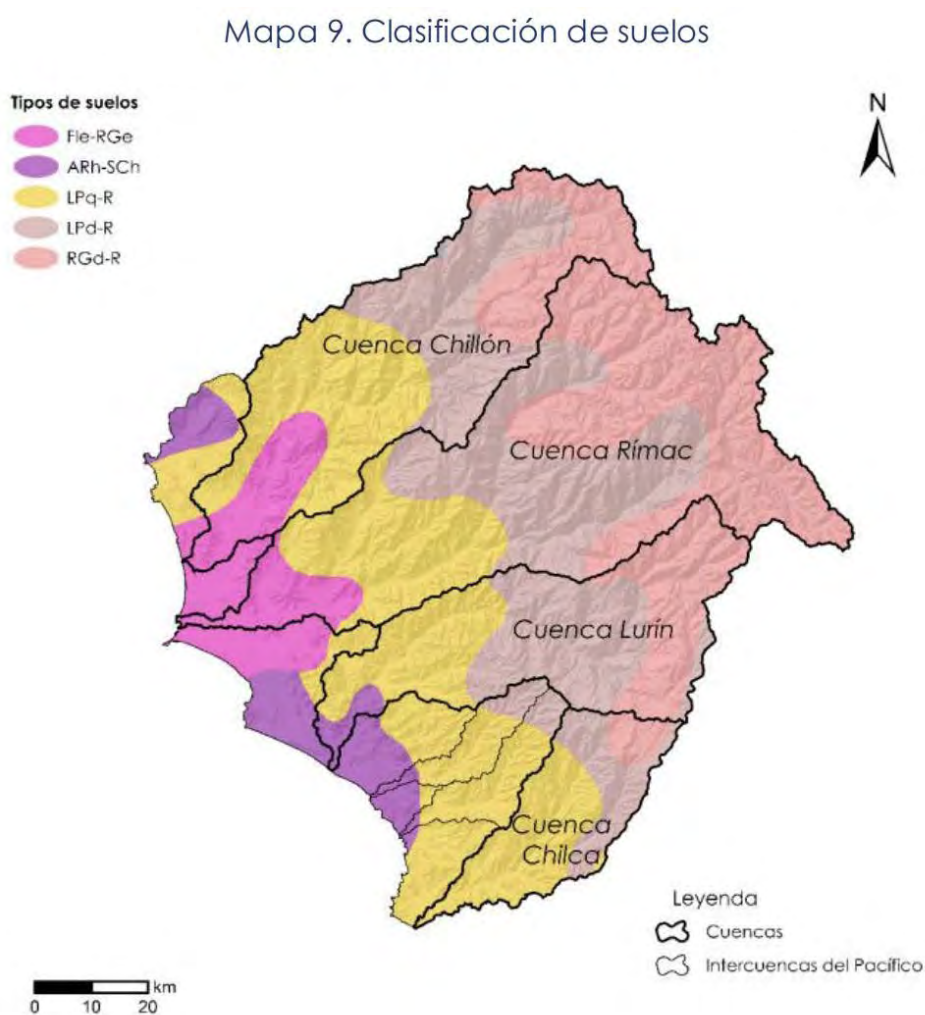 Mapa 9. Clasificación de suelos
Tipos de suelos
Fle-RGe
ARh-SCh
LPq-R
LPd-R
RGd-R
N
Cuenca Chillón
Cuenca Rímac
Cuenca Lurín
Cuenca
Chilca
Leyenda
Cuencas
Intercuencas del Pacífico
km
0 10 20